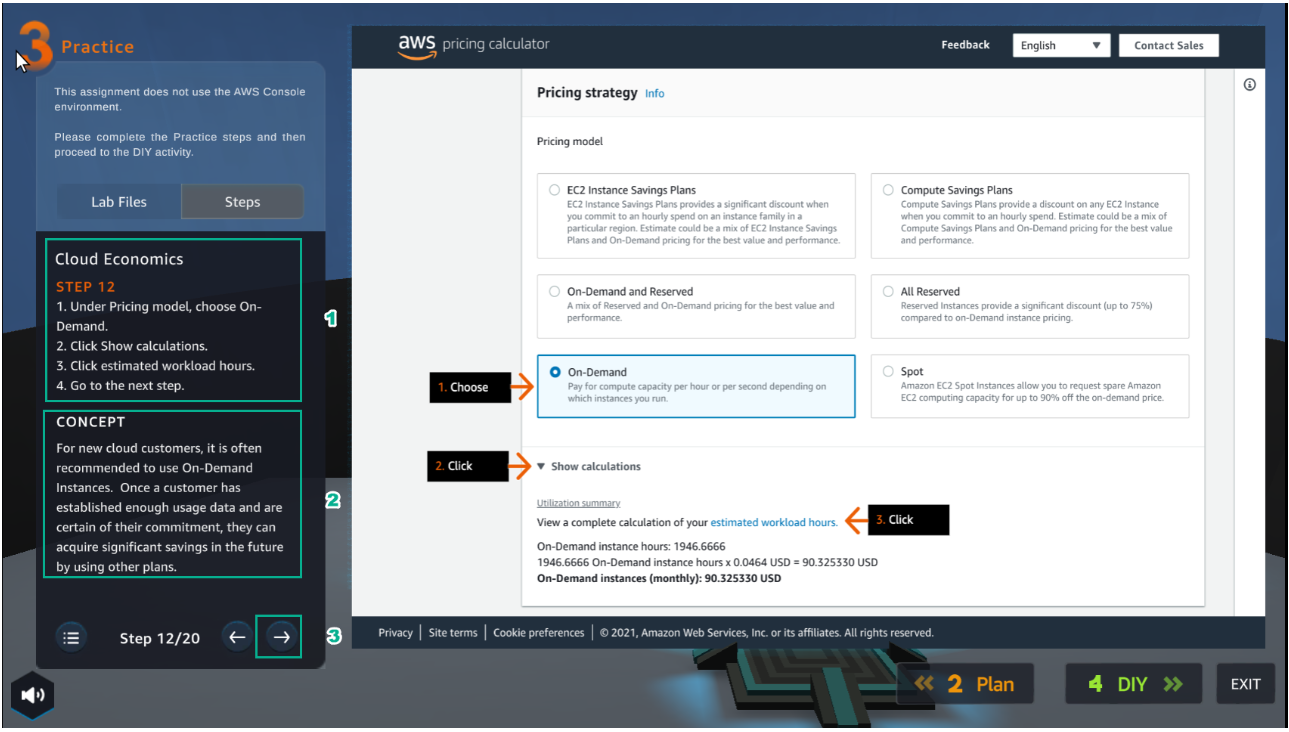 3 Practice
This assignment does not use the AWS Console
environment.
Please complete the Practice steps and then
proceed to the DIY activity.
Lab Files
Steps
Cloud Economics
STEP 12
1. Under Pricing model, choose On-
Demand.
2. Click Show calculations.
3. Click estimated workload hours.
4. Go to the next step.
1
CONCEPT
For new cloud customers, it is often
recommended to use On-Demand
Instances. Once a customer has
established enough usage data and are
certain of their commitment, they can
acquire significant savings in the future
by using other plans.
2
Step 12/20
3
aws pricing calculator
Feedback
English
Contact Sales
Pricing strategy Info
Pricing model
EC2 Instance Savings Plans
EC2 Instance Savings Plans provides a significant discount when
you commit to an hourly spend on an instance family in a
particular region. Estimate could be a mix of EC2 Instance Savings
Plans and On-Demand pricing for the best value and performance.
Compute Savings Plans
Compute Savings Plans provide a discount on any EC2 Instance
when you commit to an hourly spend. Estimate could be a mix of
Compute Savings Plans and On-Demand pricing for the best value
and performance.
On-Demand and Reserved
A mix of Reserved and On-Demand pricing for the best value and
performance.
All Reserved
Reserved Instances provide a significant discount (up to 75%)
compared to on-Demand instance pricing.
1. Choose
On-Demand
Pay for compute capacity per hour or per second depending on
which instances you run.
Spot
Amazon EC2 Spot Instances allow you to request spare Amazon
EC2 computing capacity for up to 90% off the on-demand price.
2. Click
Show calculations
Utilization summary
View a complete calculation of your estimated workload hours.
3. Click
On-Demand instance hours: 1946.6666
1946.6666 On-Demand instance hours x 0.0464 USD = 90.325330 USD
On-Demand instances (monthly): 90.325330 USD
Privacy | Site terms | Cookie preferences | © 2021, Amazon Web Services, Inc. or its affiliates. All rights reserved.
2 Plan
4 DIY
EXIT